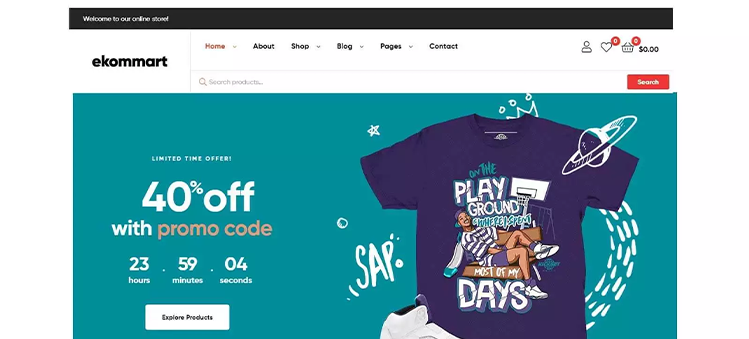 Welcome to our online store!
ekommart
Home About Shop Blog Pages Contact
0 0 $0.00
Search products...
Search
LIMITED TIME OFFER!
40% off
with promo code
23 . 59 . 04
hours minutes seconds
Explore Products
SAP.
ON THE
PLAY
GROUND
WHERE I SPENT
MOST OF MY
DAYS